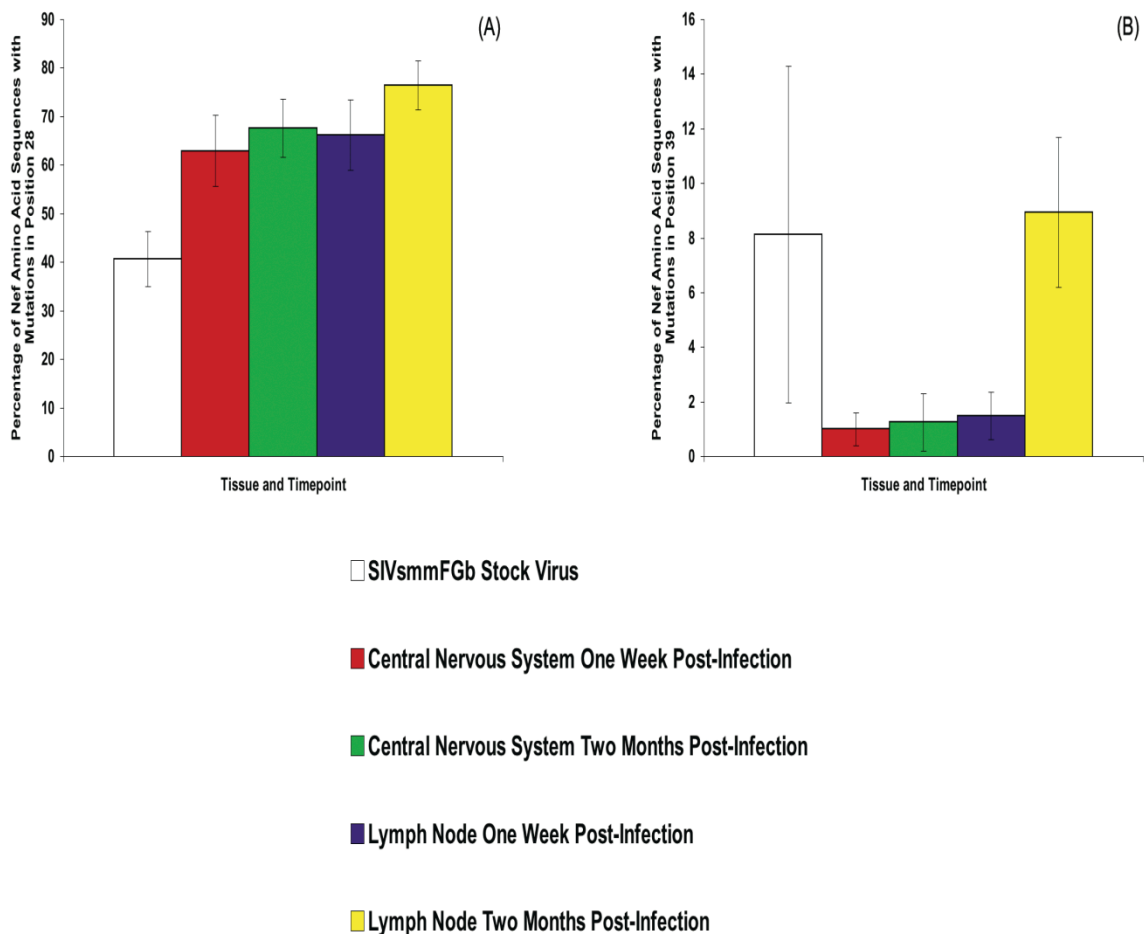 (A)
Percentage of Nef Amino Acid Sequences with
Mutations in Position 28
90
80
70
60
50
40
30
20
10
0
Tissue and Timepoint
(B)
Percentage of Nef Amino Acid Sequences with
Mutations in Position 39
16
14
12
10
8
6
4
2
0
Tissue and Timepoint
SIVsmmFGb Stock Virus
Central Nervous System One Week Post-Infection
Central Nervous System Two Months Post-Infection
Lymph Node One Week Post-Infection
Lymph Node Two Months Post-Infection